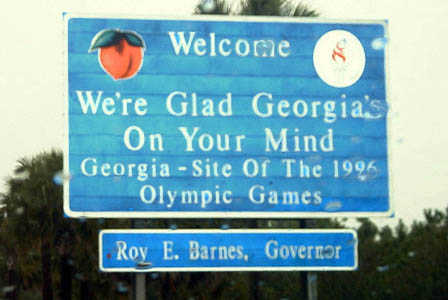 Welcome
We're Glad Georgia's
On Your Mind
Georgia - Site Of The 1996
Olympic Games
Roy E. Barnes, Governor